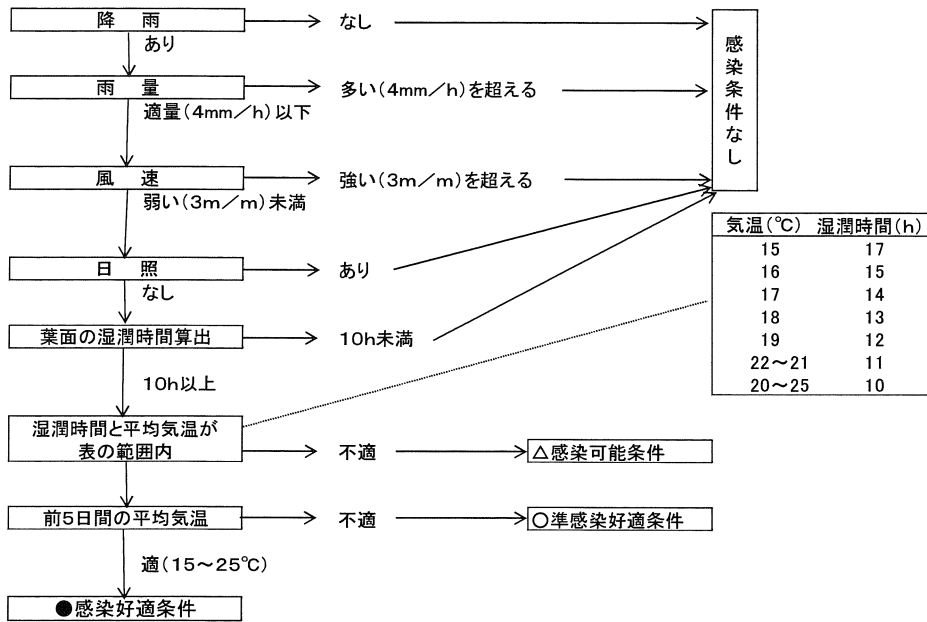 降　雨
なし
あり
雨　量
多い(4mm/h)を超える
適量(4mm/h)以下
風　速
強い(3m/m)を超える
弱い(3m/m)未満
日　照
あり
なし
葉面の湿潤時間算出
10h未満
10h以上
湿潤時間と平均気温が
表の範囲内
不適
△感染可能条件
前5日間の平均気温
不適
○準感染好適条件
適(15～25℃)
●感染好適条件
感染条件なし
気温(℃) 湿潤時間(h)
15 17
16 15
17 14
18 13
19 12
22～21 11
20～25 10